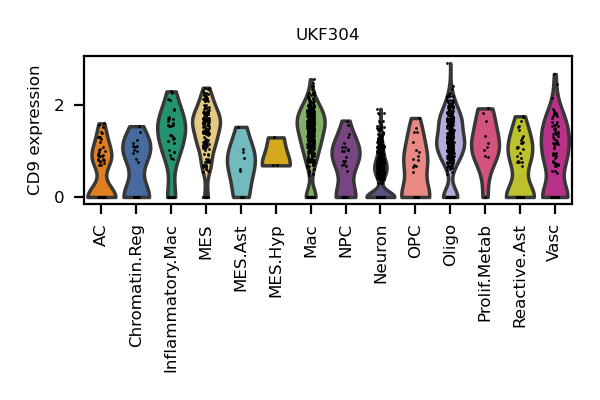 UKF304
CD9 expression
2
0
AC
Chromatin.Reg
Inflammatory.Mac
MES
MES.Ast
MES.Hyp
Mac
NPC
Neuron
OPC
Oligo
Prolif.Metab
Reactive.Ast
Vasc